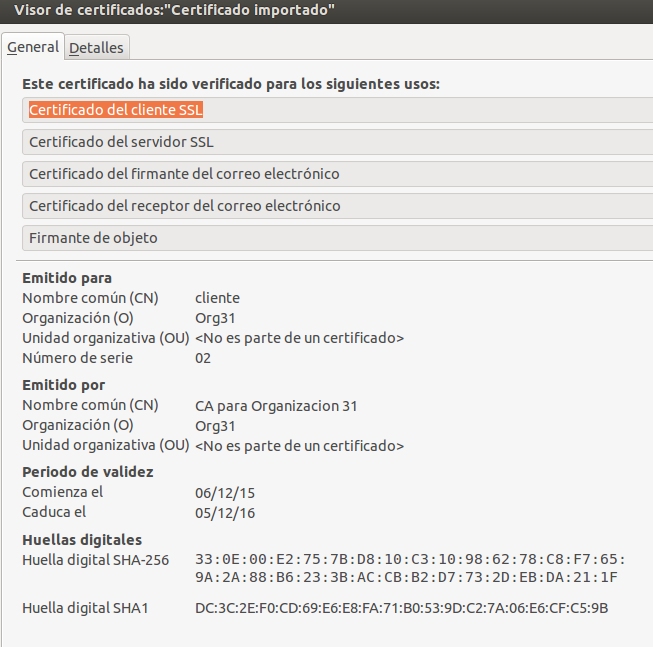 Visor de certificados:"Certificado importado"
General Detalles
Este certificado ha sido verificado para los siguientes usos:
Certificado del cliente SSL
Certificado del servidor SSL
Certificado del firmante del correo electrónico
Certificado del receptor del correo electrónico
Firmante de objeto
Emitido para
Nombre común (CN) cliente
Organización (O) Org31
Unidad organizativa (OU) <No es parte de un certificado>
Número de serie 02
Emitido por
Nombre común (CN) CA para Organizacion 31
Organización (O) Org31
Unidad organizativa (OU) <No es parte de un certificado>
Periodo de validez
Comienza el 06/12/15
Caduca el 05/12/16
Huellas digitales
Huella digital SHA-256 33:0E:00:E2:75:7B:D8:10:C3:10:98:62:78:C8:F7:65:
9A:2A:88:B6:23:3B:AC:CB:B2:D7:73:2D:EB:DA:21:1F
Huella digital SHA1 DC:3C:2E:F0:CD:69:E6:E8:FA:71:B0:53:9D:C2:7A:06:E6:CF:C5:9B